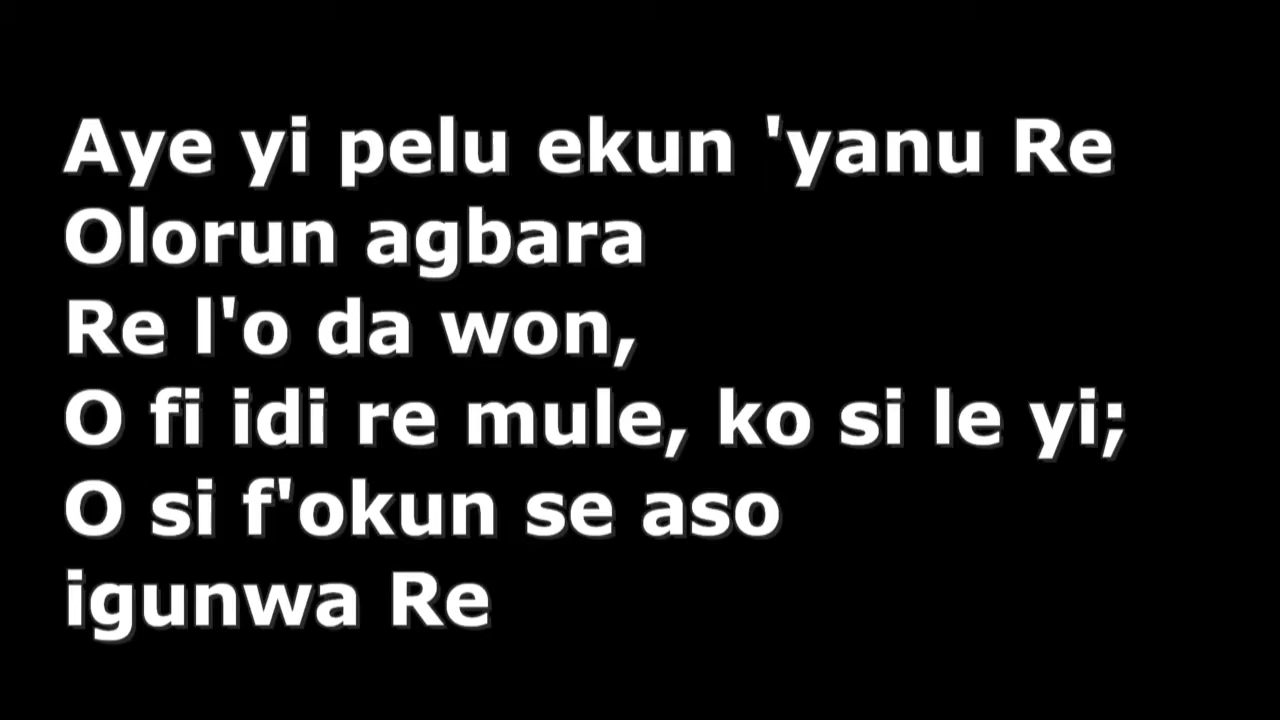 Aye yi pelu ekun 'yanu Re
Olorun agbara
Re l'o da won,
O fi idi re mule, ko si le yi;
O si f'okun se aso
igunwa Re